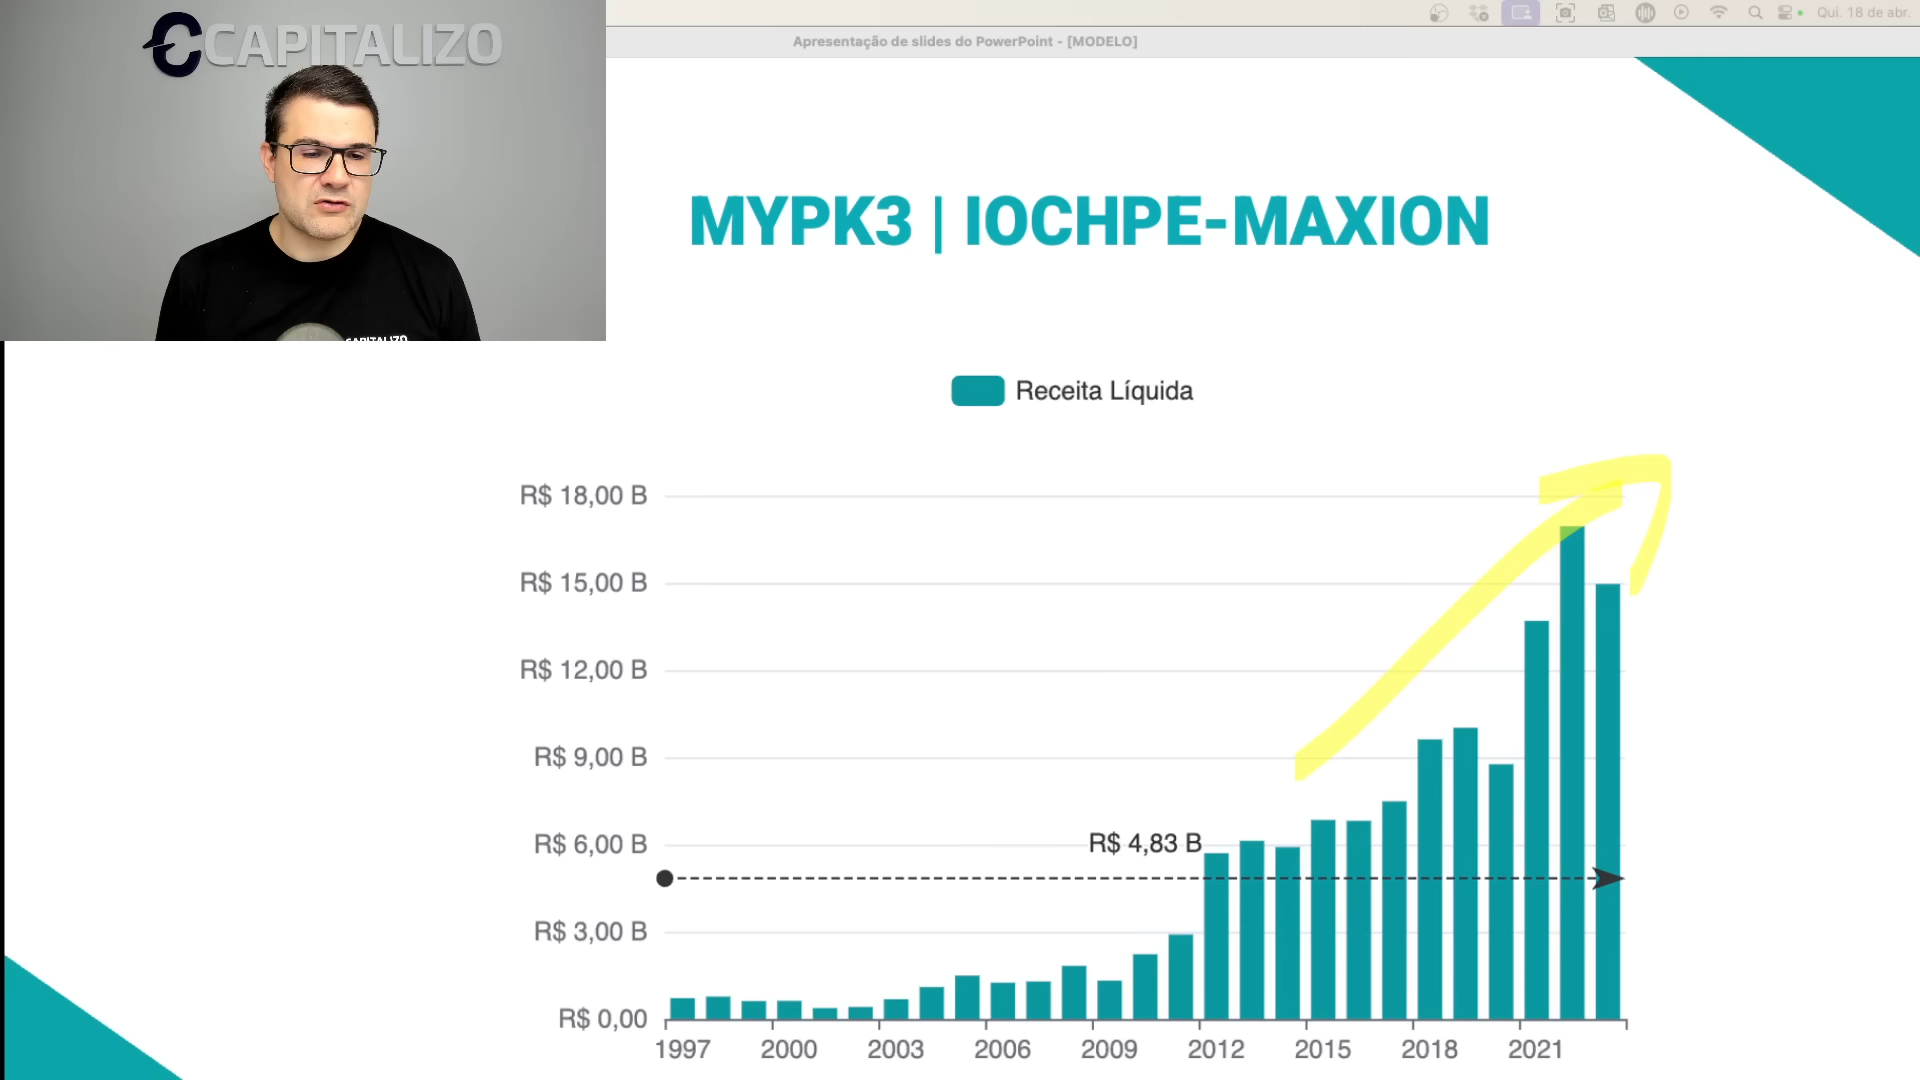 CAPITALIZO
CAPITALIZO
Qui. 18 de abr.
Apresentação de slides do PowerPoint - [MODELO]
MYPK3 | IOCHPE-MAXION
Receita Líquida
R$ 18,00 B
R$ 15,00 B
R$ 12,00 B
R$ 9,00 B
R$ 6,00 B
R$ 4,83 B
R$ 3,00 B
R$ 0,00
1997 2000 2003 2006 2009 2012 2015 2018 2021